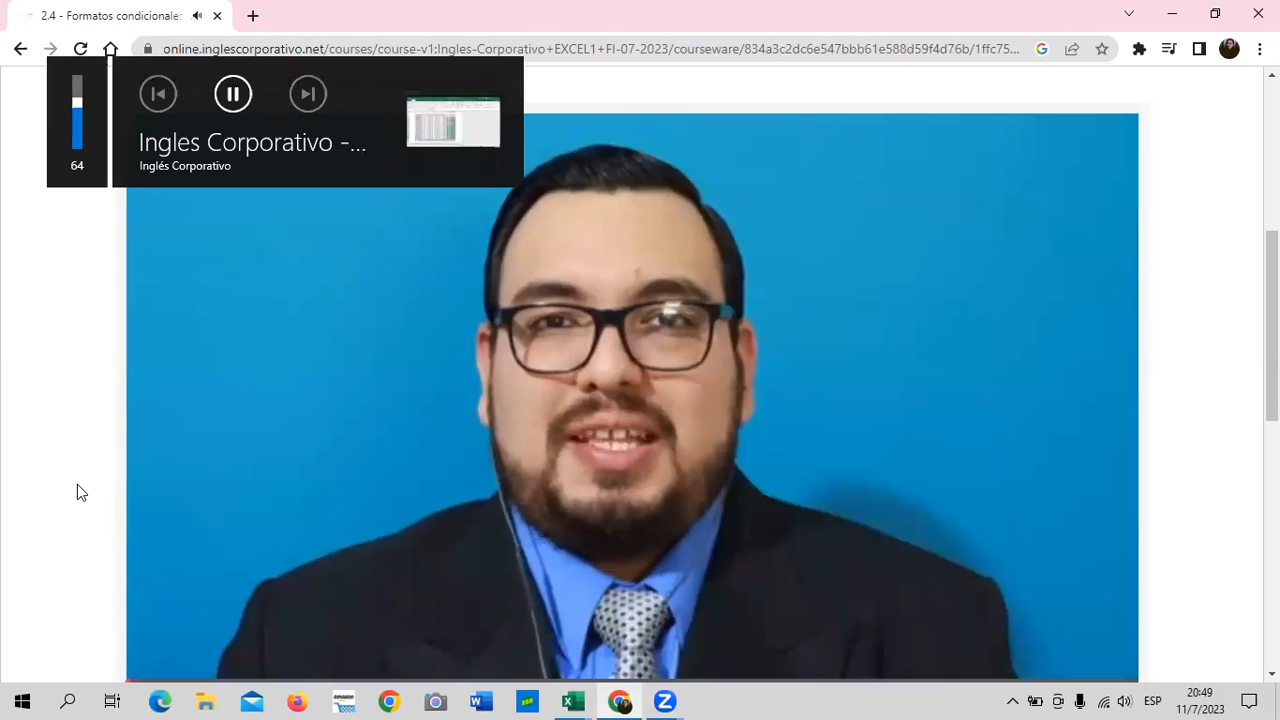 2.4 - Formatos condicionales
online.inglescorporativo.net/courses/course-v1:Ingles-Corporativo+EXCEL1+FI-07-2023/courseware/834a3c2db5e547bbb61e588d59f4d76b/1ffc75...
Ingles Corporativo -...
Inglés Corporativo
64
ESP
20:49
11/7/2023